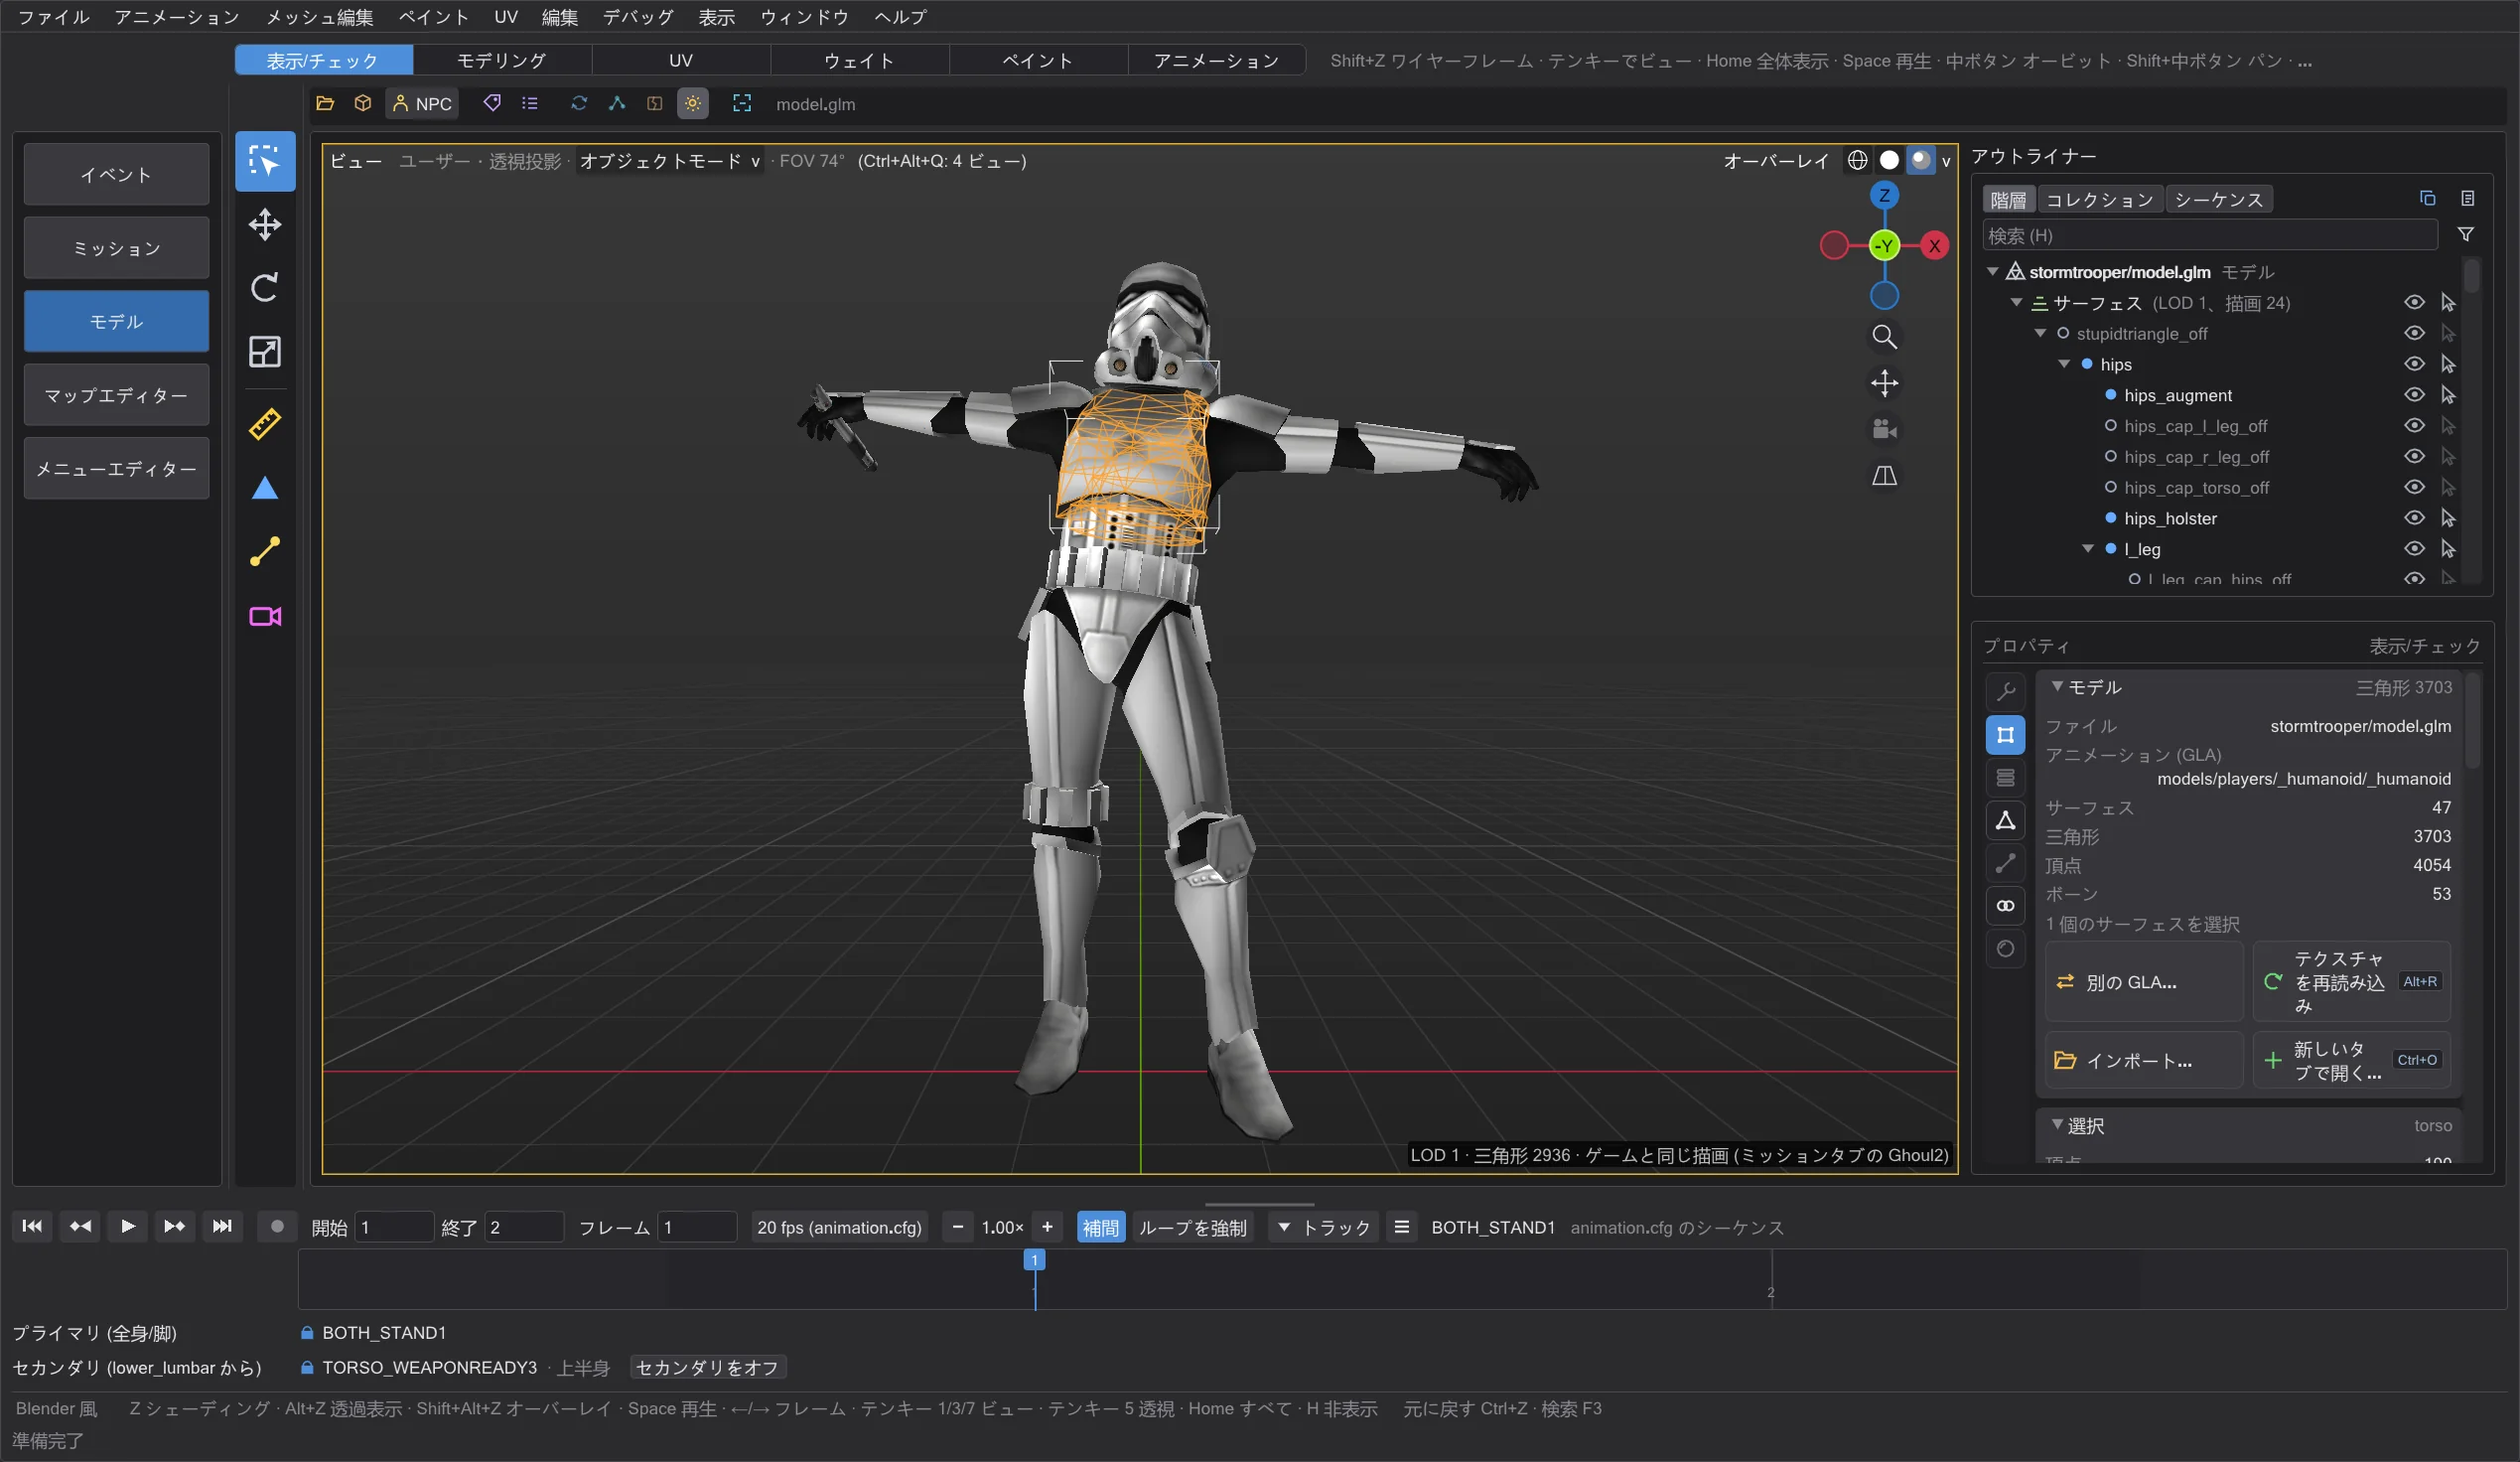 ファイル アニメーション メッシュ編集 ペイント UV 編集 デバッグ 表示 ウィンドウ ヘルプ
表示/チェック モデリング UV ウェイト ペイント アニメーション Shift+Z ワイヤーフレーム · テンキーでビュー · Home 全体表示 · Space 再生 · 中ボタン オービット · Shift+中ボタン パン · ...
NPC model.glm
イベント
ミッション
モデル
マップエディター
メニューエディター
ビュー ユーザー · 透視投影 · オブジェクトモード v · FOV 74° (Ctrl+Alt+Q: 4 ビュー) オーバーレイ v
Z
-Y X
LOD 1 · 三角形 2936 · ゲームと同じ描画 (ミッションタブの Ghoul2)
アウトライナー
階層 コレクション シーケンス
検索 (H)
stormtrooper/model.glm モデル
サーフェス (LOD 1、描画 24)
stupidtriangle_off
hips
hips_augment
hips_cap_l_leg_off
hips_cap_r_leg_off
hips_cap_torso_off
hips_holster
l_leg
l_leg_cap_hips_off
プロパティ 表示/チェック
モデル 三角形 3703
ファイル stormtrooper/model.glm
アニメーション (GLA)
models/players/_humanoid/_humanoid
サーフェス 47
三角形 3703
頂点 4054
ボーン 53
1 個のサーフェスを選択
別の GLA...
テクスチャを再読み込み Alt+R
インポート...
新しいタブで開く... Ctrl+O
選択 torso
頂点 190
開始 1 終了 2 フレーム 1 20 fps (animation.cfg) − 1.00× + 補間 ループを強制 トラック BOTH_STAND1 animation.cfg のシーケンス
1
2
プライマリ (全身/脚) BOTH_STAND1
セカンダリ (lower_lumbar から) TORSO_WEAPONREADY3 · 上半身 セカンダリをオフ
Blender 風 Z シェーディング · Alt+Z 透過表示 · Shift+Alt+Z オーバーレイ · Space 再生 · ←/→ フレーム · テンキー 1/3/7 ビュー · テンキー 5 透視 · Home すべて · H 非表示 元に戻す Ctrl+Z · 検索 F3
準備完了